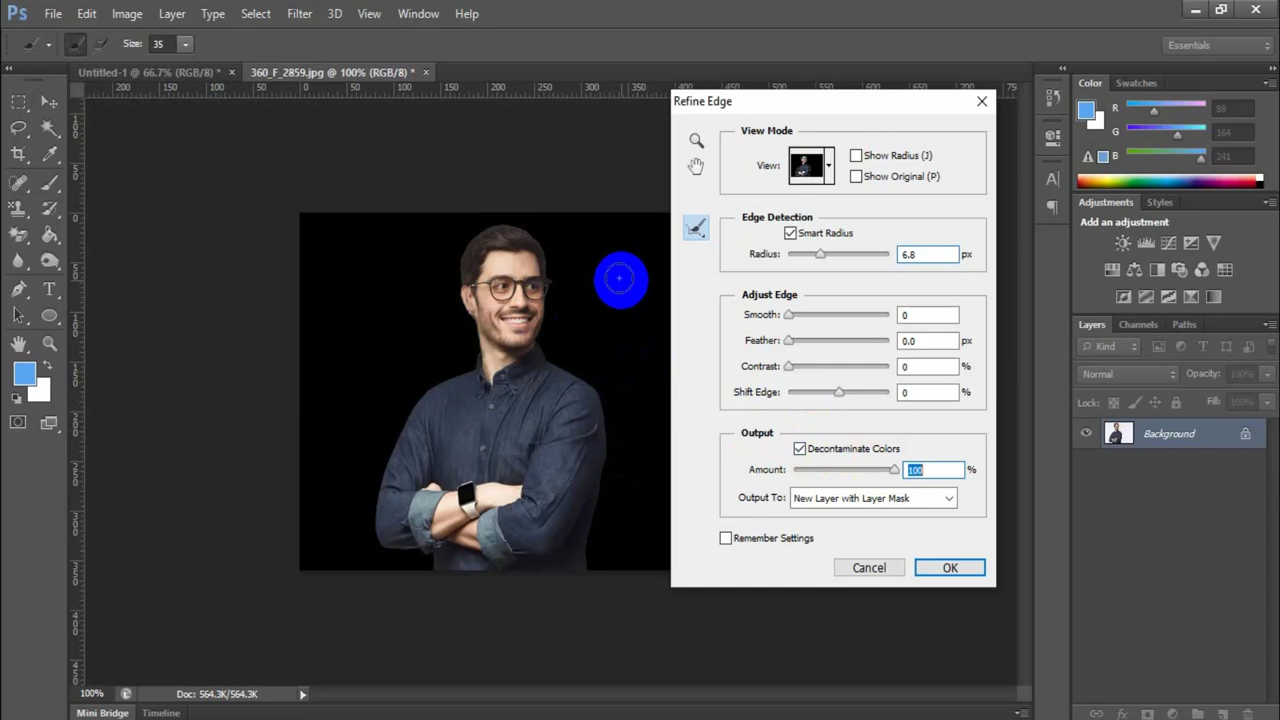 Ps File Edit Image Layer Type Select Filter 3D View Window Help
Size: 35 Essentials
Untitled-1 @ 66.7% (RGB/8) * × 360_F_2859.jpg @ 100% (RGB/8) * ×
200 150 100 50 0 50 100 150 200 250 300 350 400 450 500 550 600 650 700 75
Refine Edge
View Mode
View:
Show Radius (J)
Show Original (P)
Edge Detection
Smart Radius
Radius: 6.8 px
Adjust Edge
Smooth: 0
Feather: 0.0 px
Contrast: 0 %
Shift Edge: 0 %
Output
Decontaminate Colors
Amount: 100 %
Output To: New Layer with Layer Mask
Remember Settings
Cancel OK
Color Swatches
R 88
G 164
B 241
Adjustments Styles
Add an adjustment
Layers Channels Paths
Kind
Normal Opacity: 100%
Lock: Fill: 100%
Background
100% Doc: 564.3K/564.3K
Mini Bridge Timeline